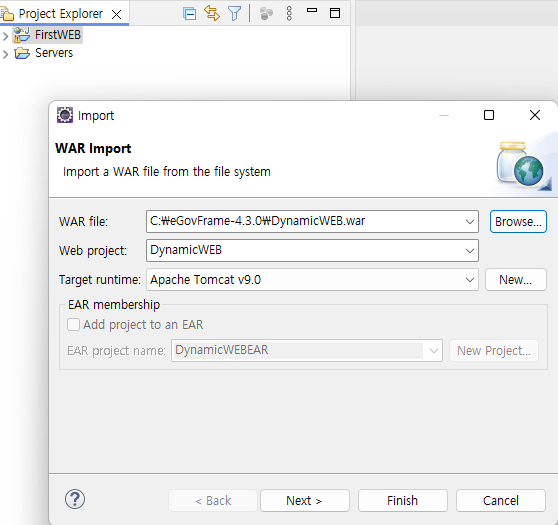 Project Explorer
FirstWEB
Servers
Import
WAR Import
Import a WAR file from the file system
WAR file: C:₩eGovFrame-4.3.0₩DynamicWEB.war Browse...
Web project: DynamicWEB
Target runtime: Apache Tomcat v9.0 New...
EAR membership
Add project to an EAR
EAR project name: DynamicWEBEAR New Project...
< Back Next > Finish Cancel